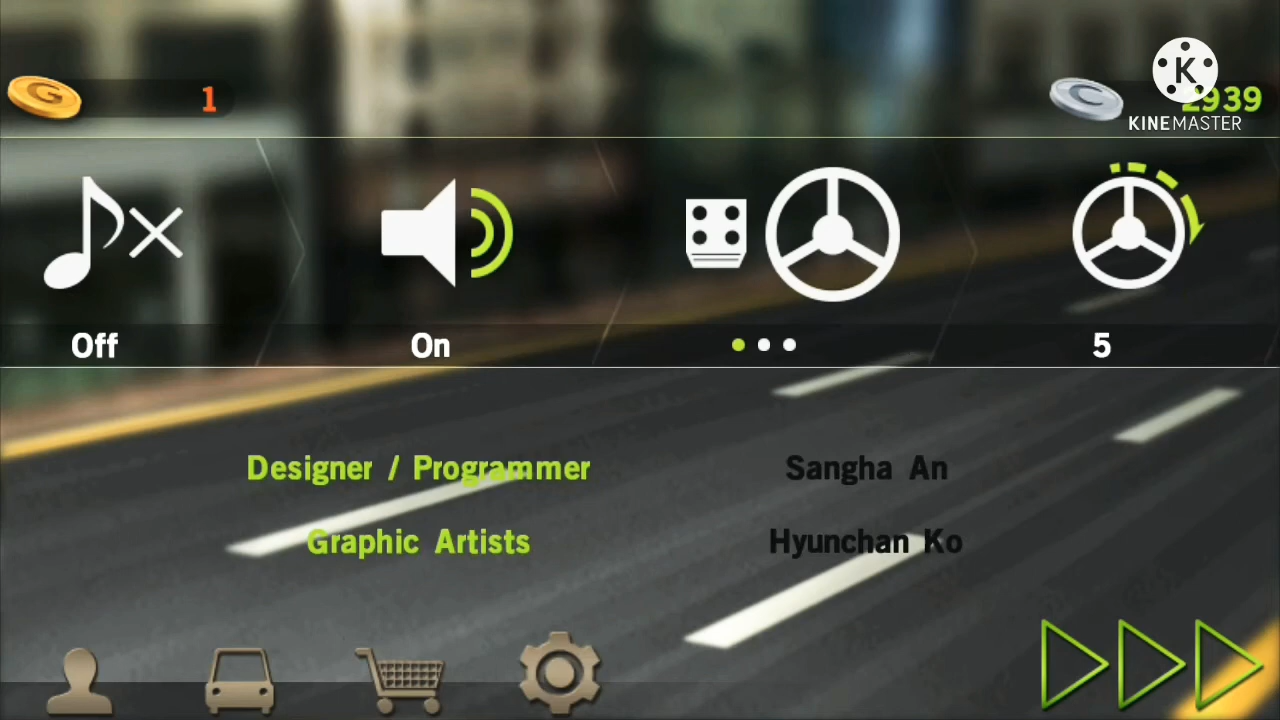 G
1
C
K
2939
KINEMASTER
Off
On
5
Designer / Programmer
Sangha An
Graphic Artists
Hyunchan Ko